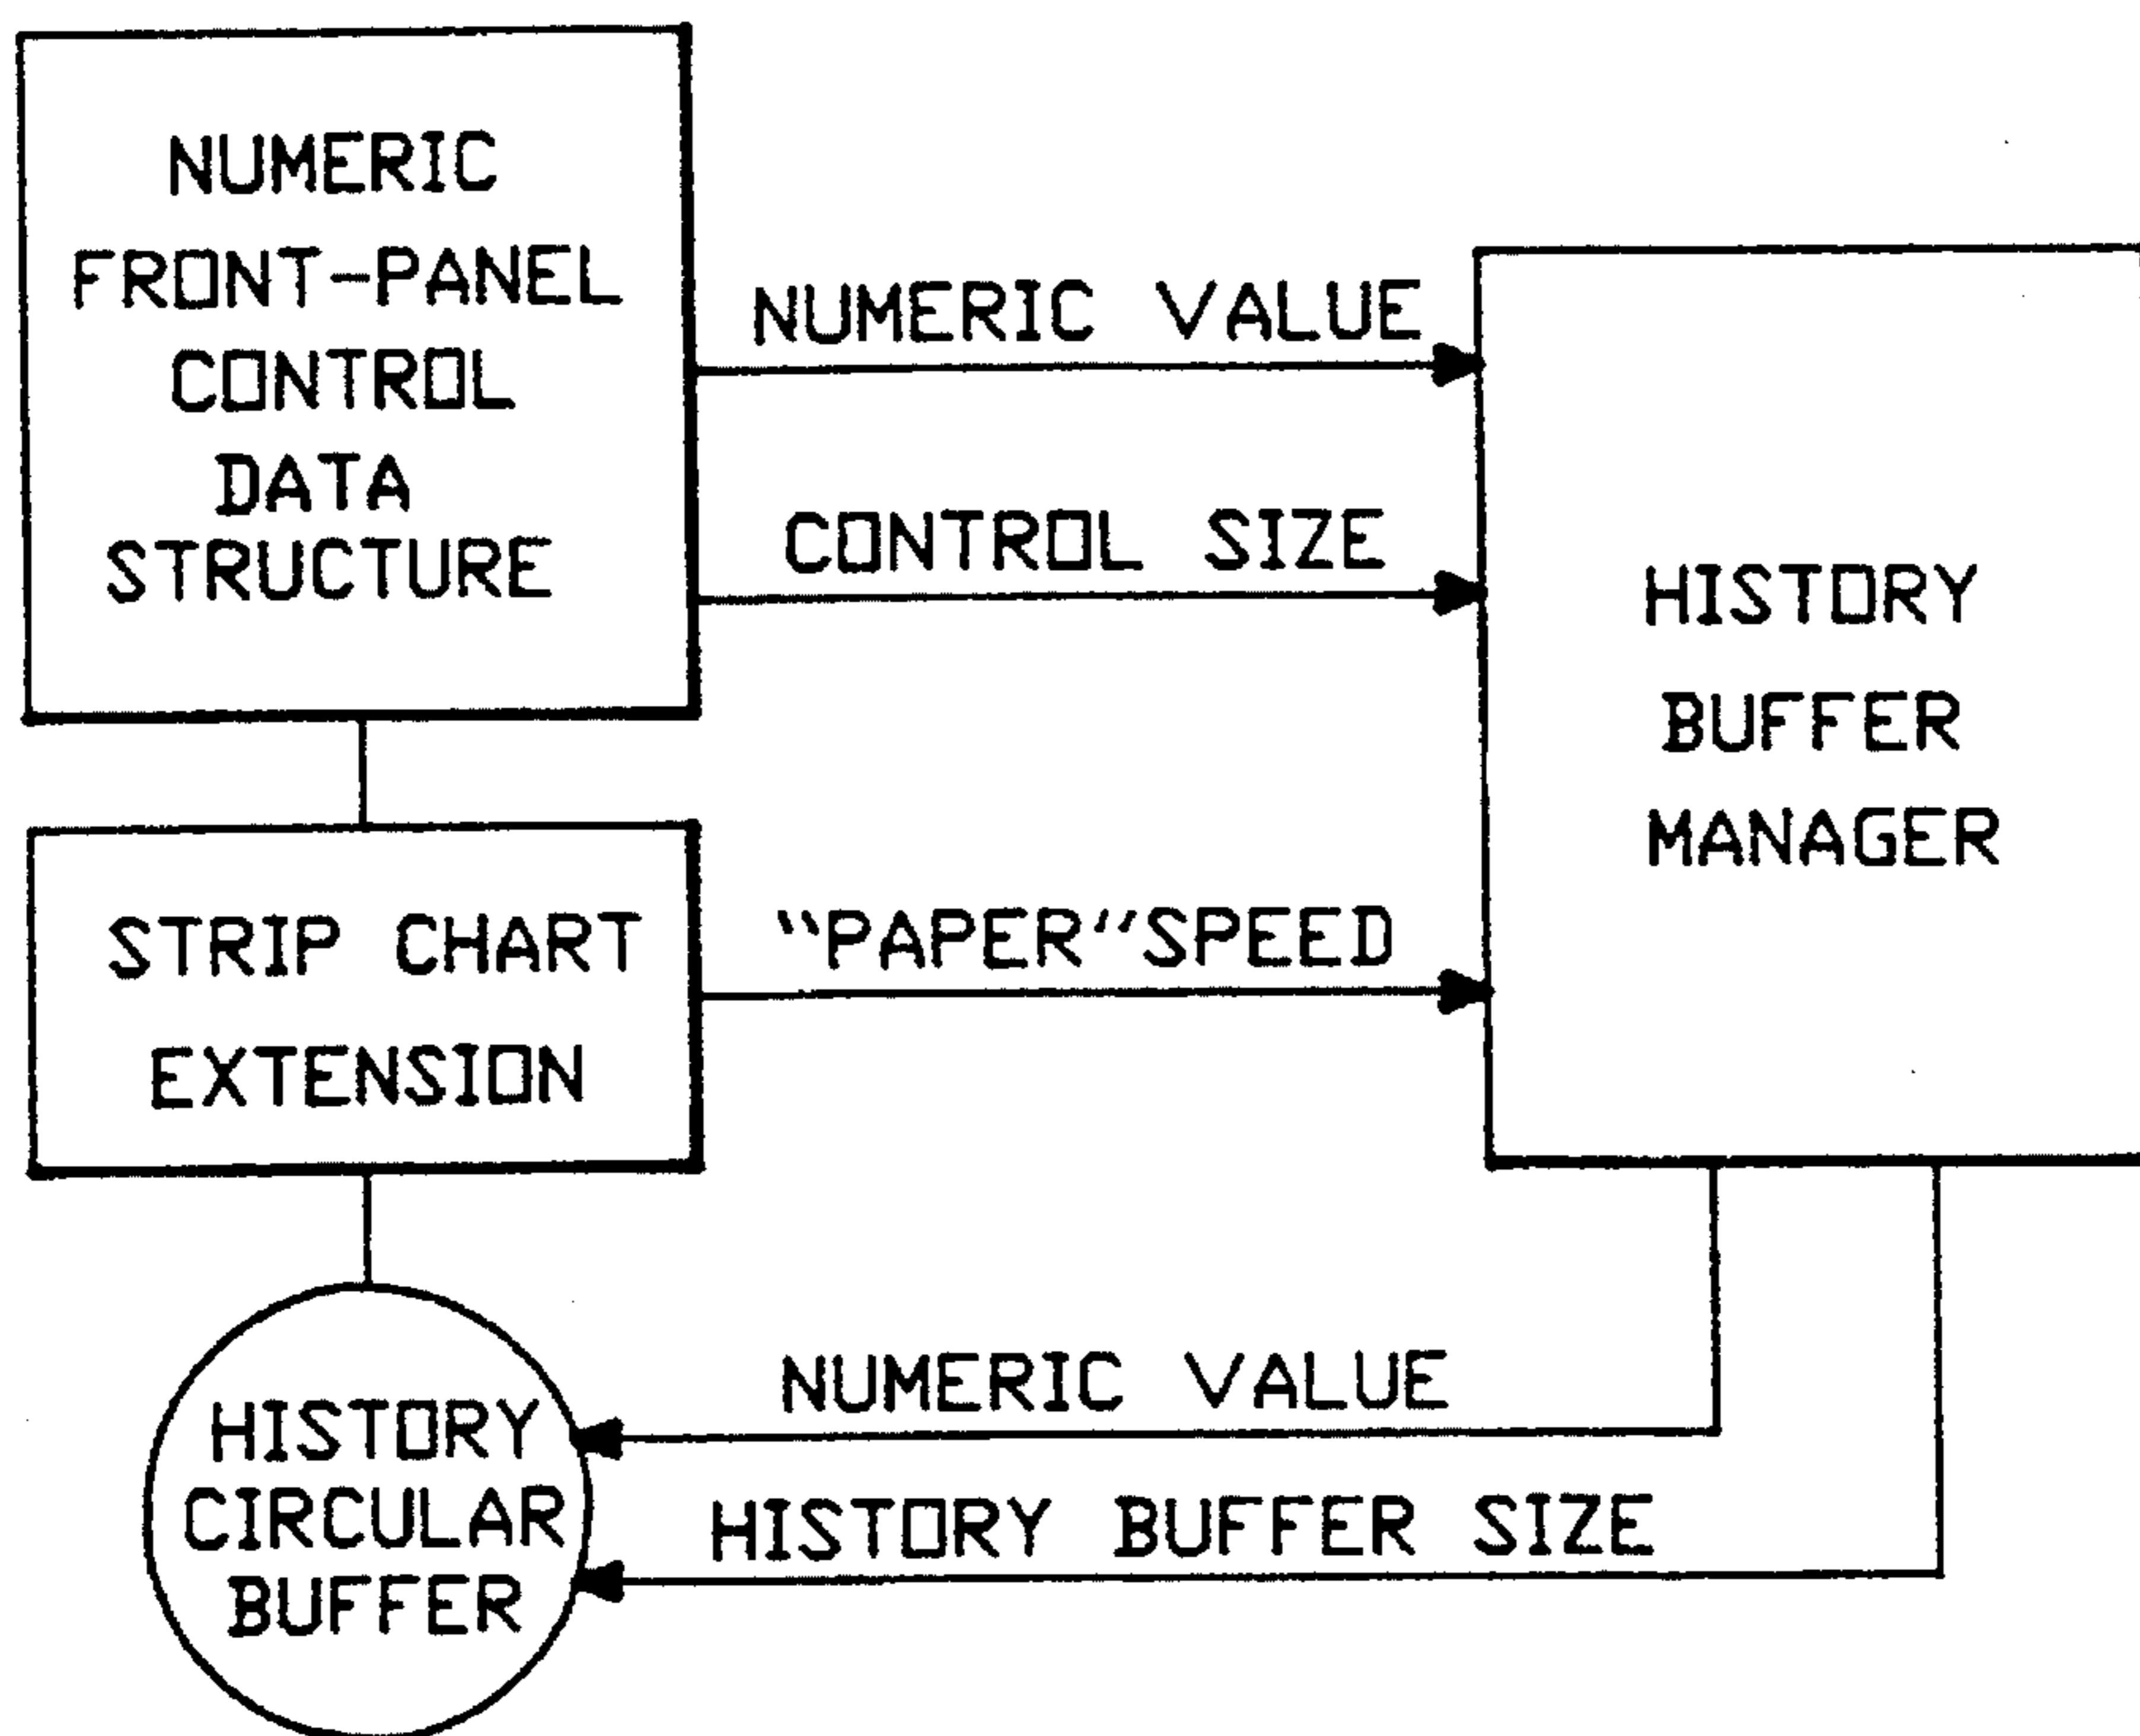 NUMERIC
FRONT-PANEL
CONTROL
DATA
STRUCTURE
NUMERIC VALUE
CONTROL SIZE
HISTORY
BUFFER
MANAGER
STRIP CHART
EXTENSION
"PAPER"SPEED
HISTORY
CIRCULAR
BUFFER
NUMERIC VALUE
HISTORY BUFFER SIZE